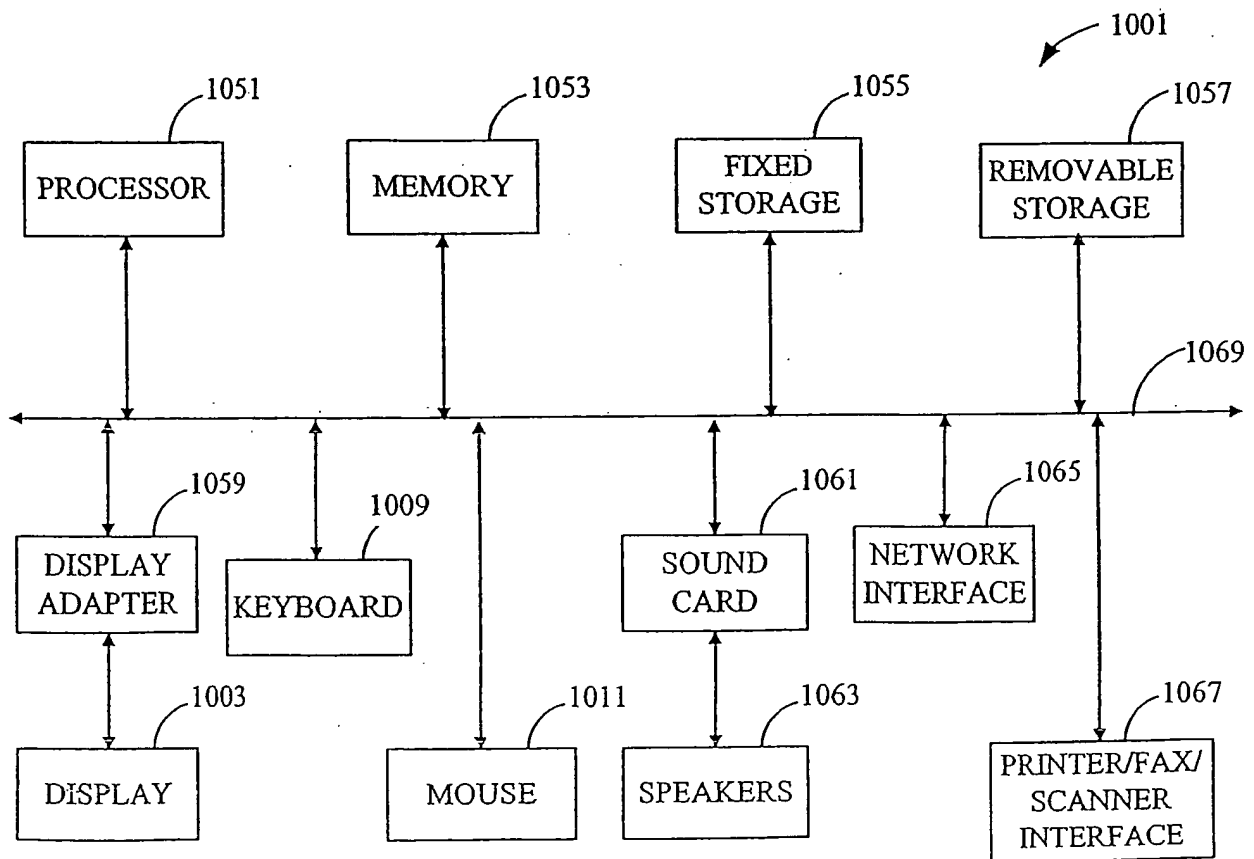 1001
1051
1053
1055
1057
PROCESSOR
MEMORY
FIXED
STORAGE
REMOVABLE
STORAGE
1069
1059
1009
1061
1065
DISPLAY
ADAPTER
KEYBOARD
SOUND
CARD
NETWORK
INTERFACE
1003
1011
1063
1067
DISPLAY
MOUSE
SPEAKERS
PRINTER/FAX/
SCANNER
INTERFACE